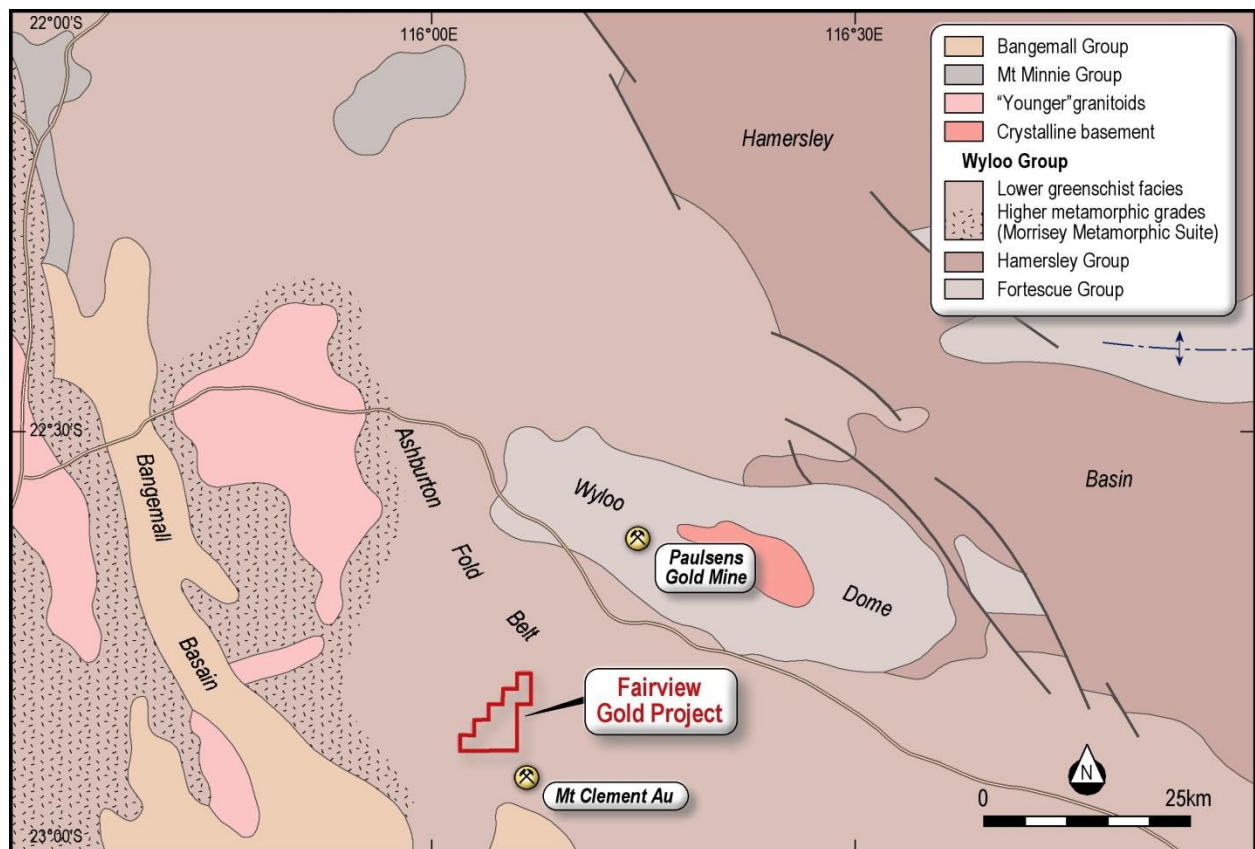 22°00'S
116°00'E
116°30'E
Bangemall Group
Mt Minnie Group
“Younger”granitoids
Crystalline basement
Wyloo Group
Lower greenschist facies
Higher metamorphic grades
(Morrisey Metamorphic Suite)
Hamersley Group
Fortescue Group
Hamersley
22°30'S
Bangemall
Ashburton
Wyloo
Basin
Fold
Paulsens
Gold Mine
Dome
Belt
Basain
Fairview
Gold Project
Mt Clement Au
N
0
25km
23°00'S